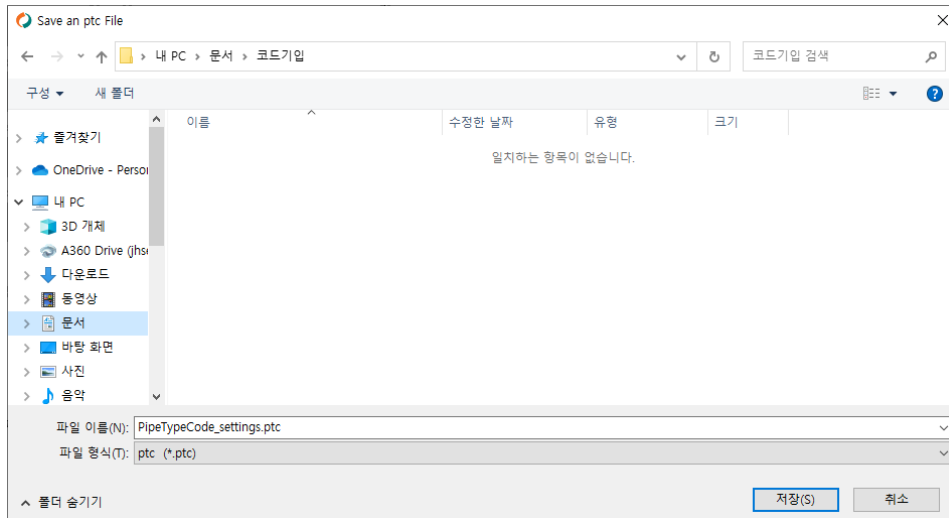 Save an ptc File
내 PC › 문서 › 코드기입
코드기입 검색
구성
새 폴더
이름
수정한 날짜
유형
크기
일치하는 항목이 없습니다.
즐겨찾기
OneDrive - Person
내 PC
3D 개체
A360 Drive (jhse
다운로드
동영상
문서
바탕 화면
사진
음악
파일 이름(N): PipeTypeCode_settings.ptc
파일 형식(T): ptc (*.ptc)
폴더 숨기기
저장(S)
취소